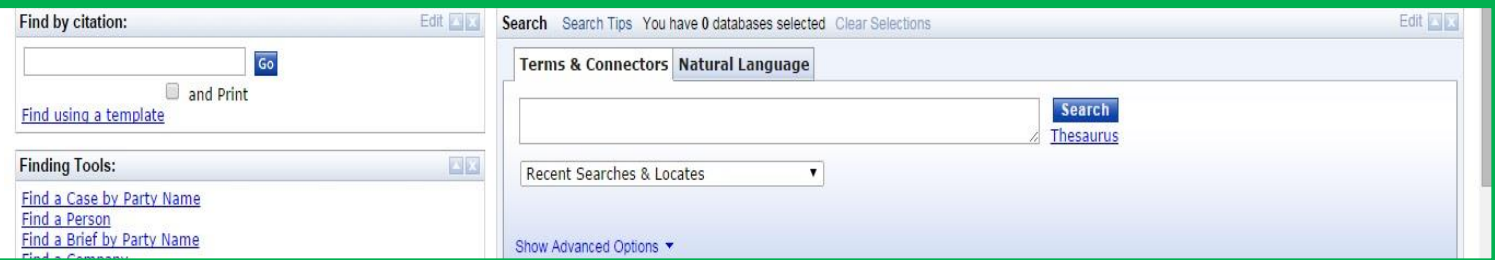 Find by citation: Edit
Go
and Print
Find using a template
Finding Tools:
Find a Case by Party Name
Find a Person
Find a Brief by Party Name
Find a Company
Search Search Tips You have 0 databases selected Clear Selections Edit
Terms & Connectors Natural Language
Search
Thesaurus
Recent Searches & Locates
Show Advanced Options